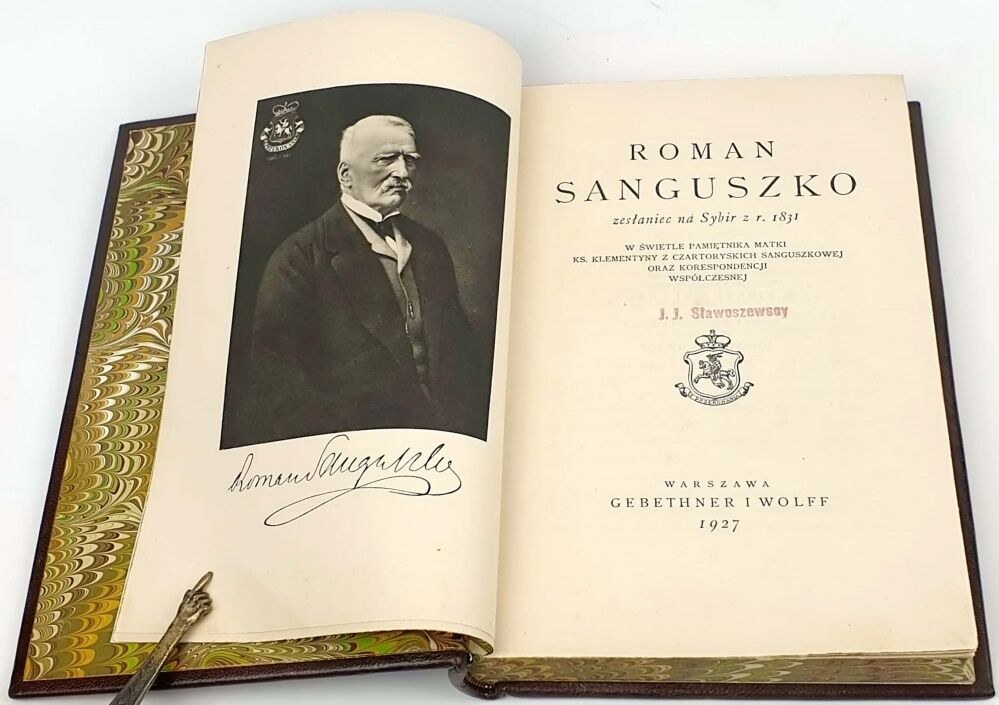 Roman Sanguszko
ROMAN
SANGUSZKO
zesłaniec na Sybir z r. 1831
W ŚWIETLE PAMIĘTNIKA MATKI
KS. KLEMENTYNY Z CZARTORYSKICH SANGUSZKOWEJ
ORAZ KORESPONDENCJI
WSPÓŁCZESNEJ
J. J. Sławoszewscy
WARSZAWA
GEBETHNER I WOLFF
1927